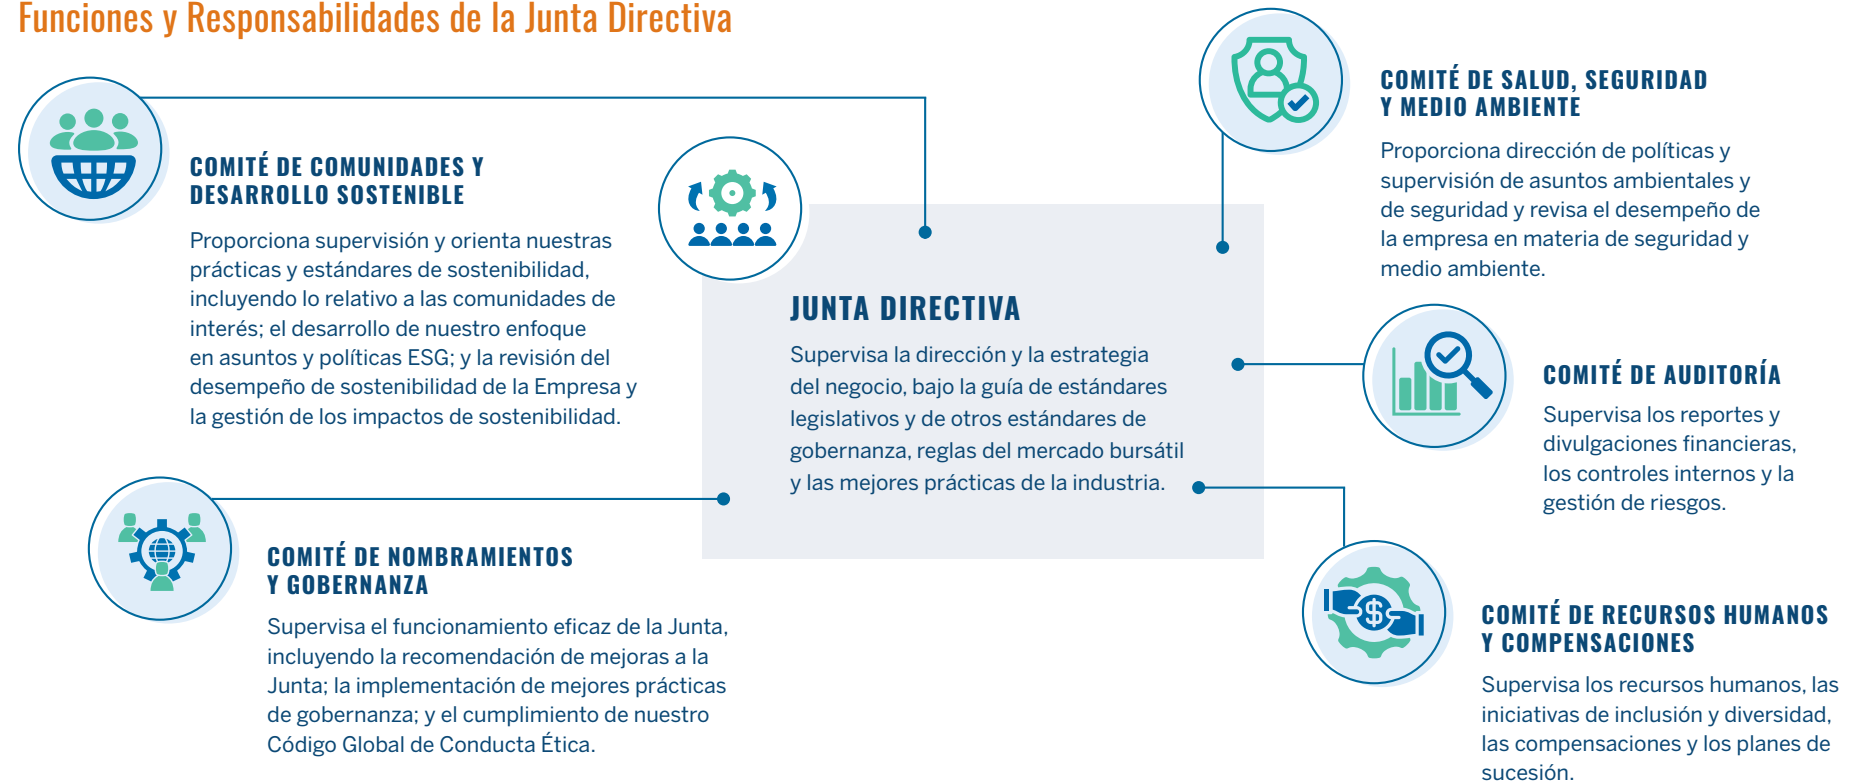 Funciones y Responsabilidades de la Junta Directiva
COMITÉ DE COMUNIDADES Y
DESARROLLO SOSTENIBLE
Proporciona supervisión y orienta nuestras
prácticas y estándares de sostenibilidad,
incluyendo lo relativo a las comunidades de
interés; el desarrollo de nuestro enfoque
en asuntos y políticas ESG; y la revisión del
desempeño de sostenibilidad de la Empresa y
la gestión de los impactos de sostenibilidad.
COMITÉ DE NOMBRAMIENTOS
Y GOBERNANZA
Supervisa el funcionamiento eficaz de la Junta,
incluyendo la recomendación de mejoras a la
Junta; la implementación de mejores prácticas
de gobernanza; y el cumplimiento de nuestro
Código Global de Conducta Ética.
JUNTA DIRECTIVA
Supervisa la dirección y la estrategia
del negocio, bajo la guía de estándares
legislativos y de otros estándares de
gobernanza, reglas del mercado bursátil
y las mejores prácticas de la industria.
COMITÉ DE SALUD, SEGURIDAD
Y MEDIO AMBIENTE
Proporciona dirección de políticas y
supervisión de asuntos ambientales y
de seguridad y revisa el desempeño de
la empresa en materia de seguridad y
medio ambiente.
COMITÉ DE AUDITORÍA
Supervisa los reportes y
divulgaciones financieras,
los controles internos y la
gestión de riesgos.
COMITÉ DE RECURSOS HUMANOS
Y COMPENSACIONES
Supervisa los recursos humanos, las
iniciativas de inclusión y diversidad,
las compensaciones y los planes de
sucesión.